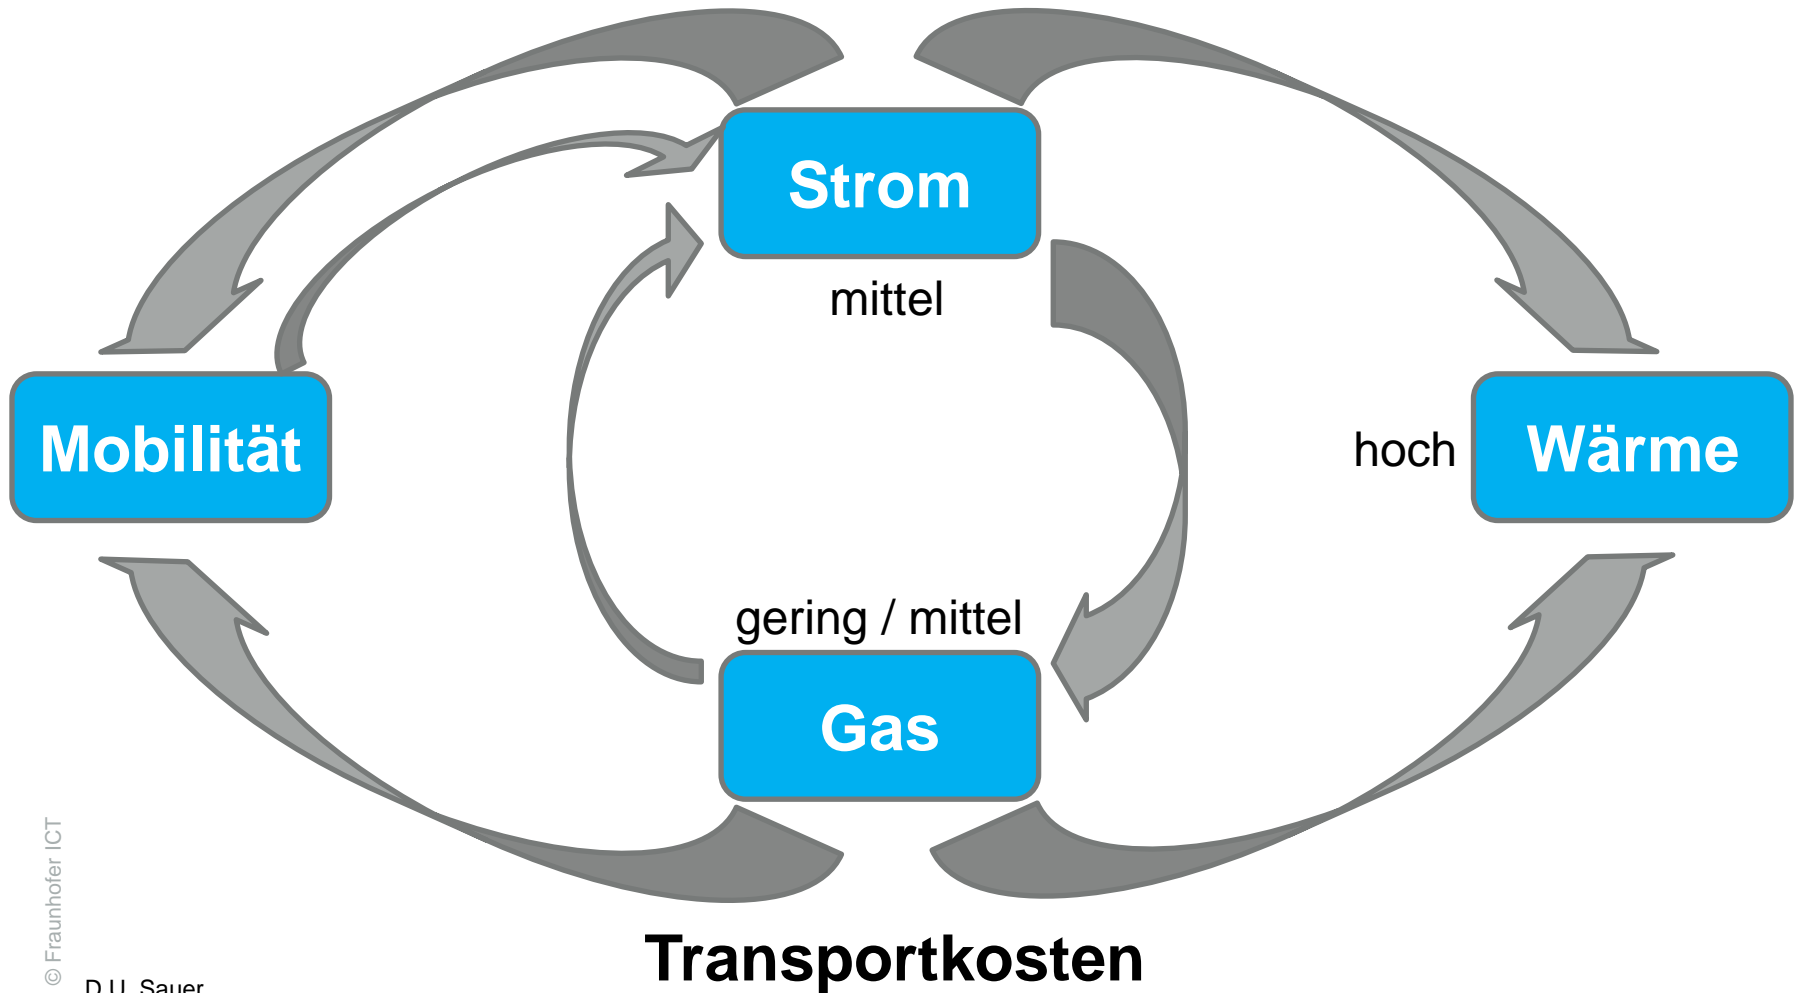 Strom
mittel
Mobilität
hoch
Wärme
gering / mittel
Gas
Transportkosten
© Fraunhofer ICT
D.U. Sauer